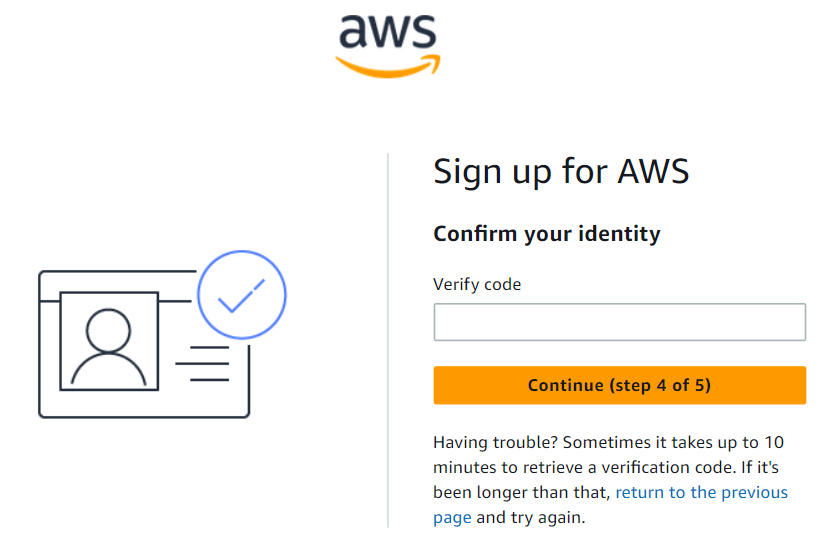 aws
Sign up for AWS
Confirm your identity
Verify code
Continue (step 4 of 5)
Having trouble? Sometimes it takes up to 10
minutes to retrieve a verification code. If it's
been longer than that, return to the previous
page and try again.